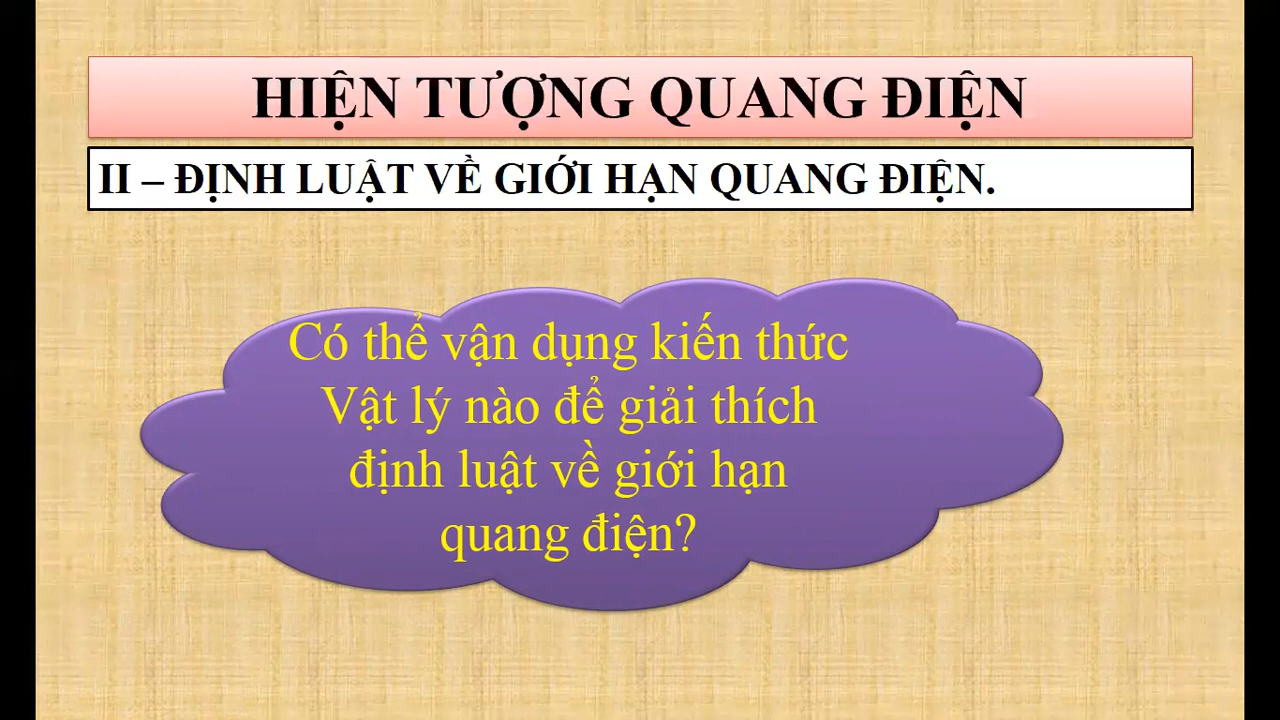 HIỆN TƯỢNG QUANG ĐIỆN
II – ĐỊNH LUẬT VỀ GIỚI HẠN QUANG ĐIỆN.
Có thể vận dụng kiến thức
Vật lý nào để giải thích
định luật về giới hạn
quang điện?